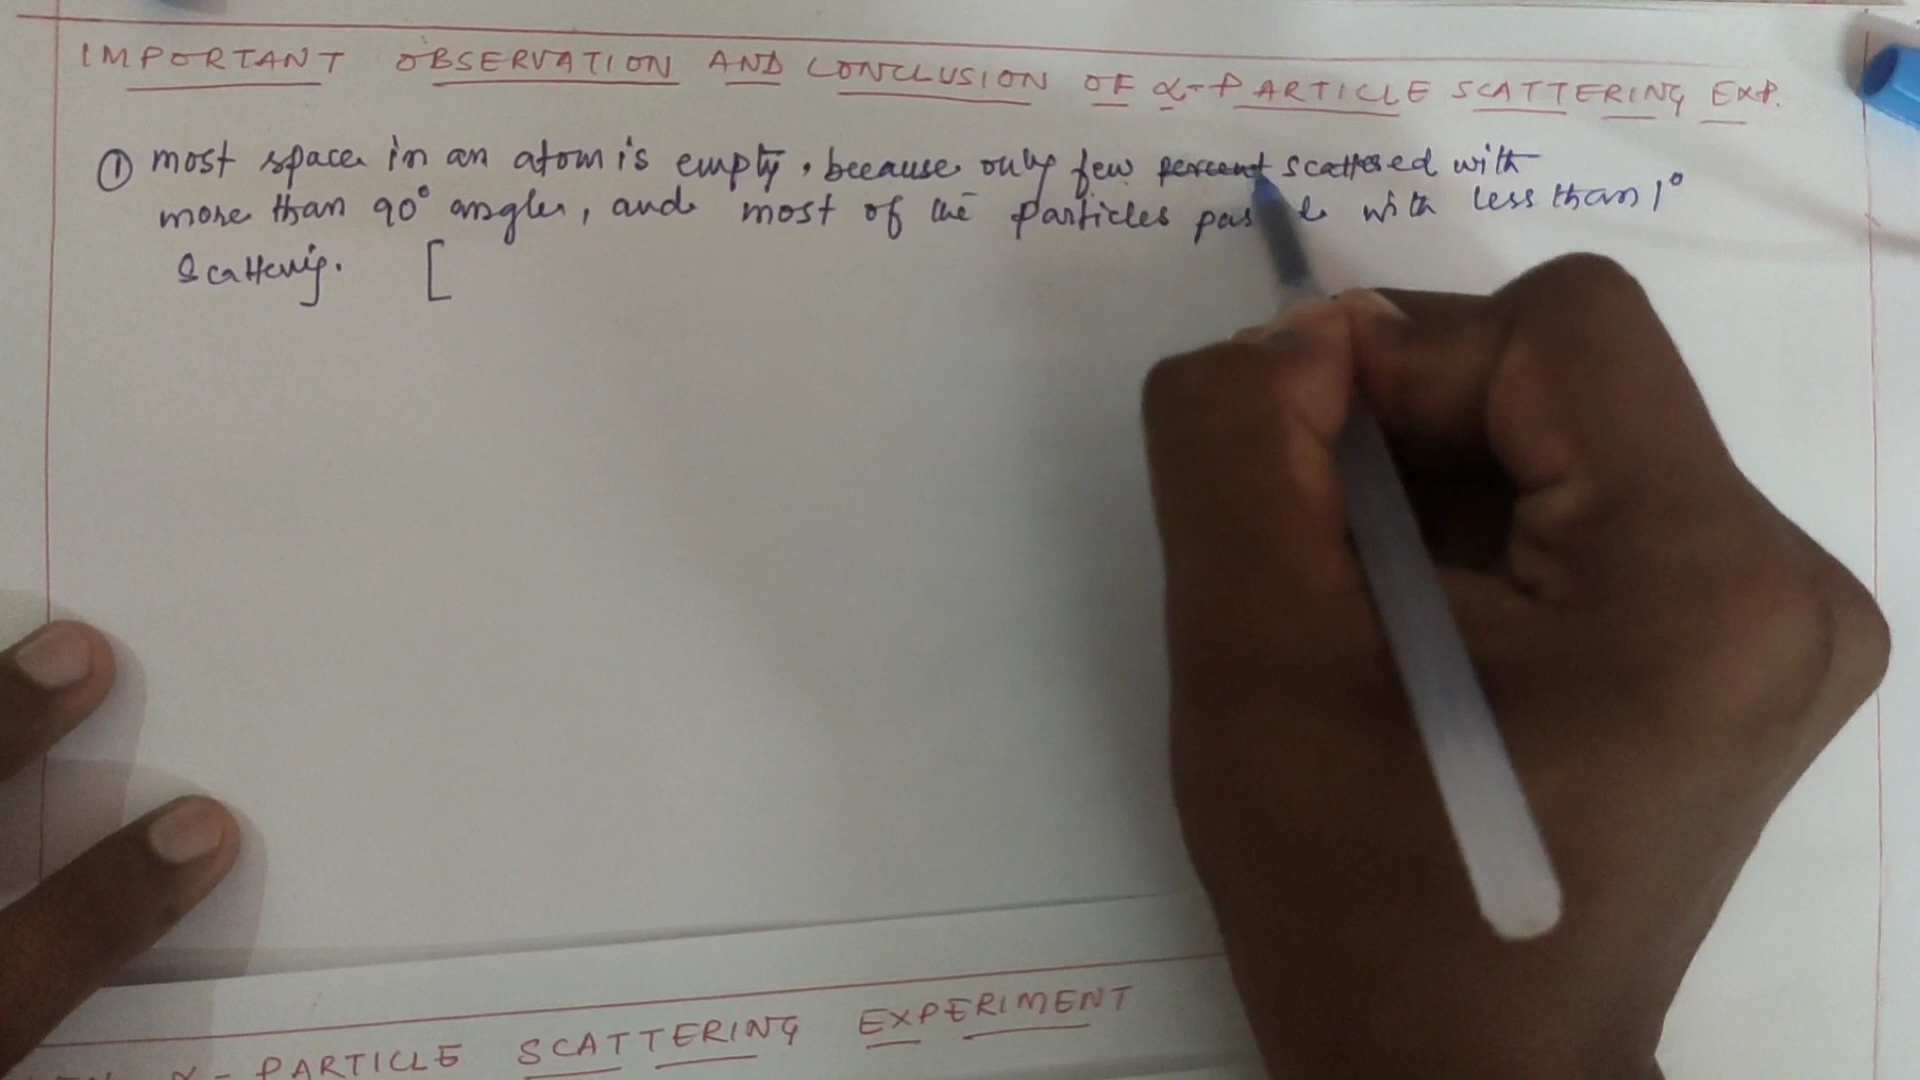 IMPORTANT OBSERVATION AND CONCLUSION OF α-PARTICLE SCATTERING EXP.
① most space in an atom is empty, because only few percent scattered with
more than 90° angles, and most of the particles with less than 1°
Scattering. [
α- PARTICLE SCATTERING EXPERIMENT